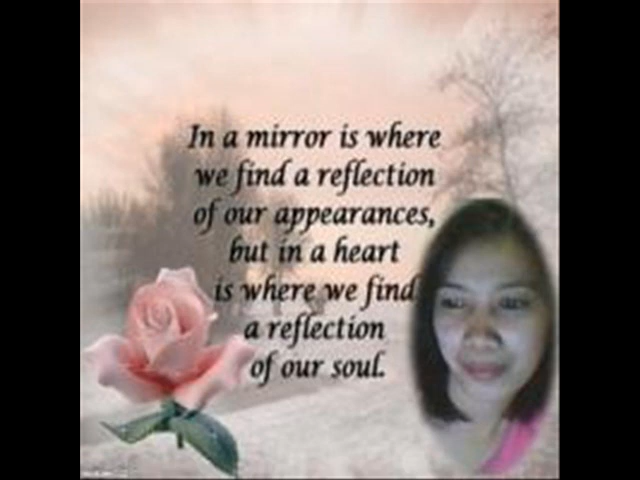 In a mirror is where
we find a reflection
of our appearances,
but in a heart
is where we find
a reflection
of our soul.